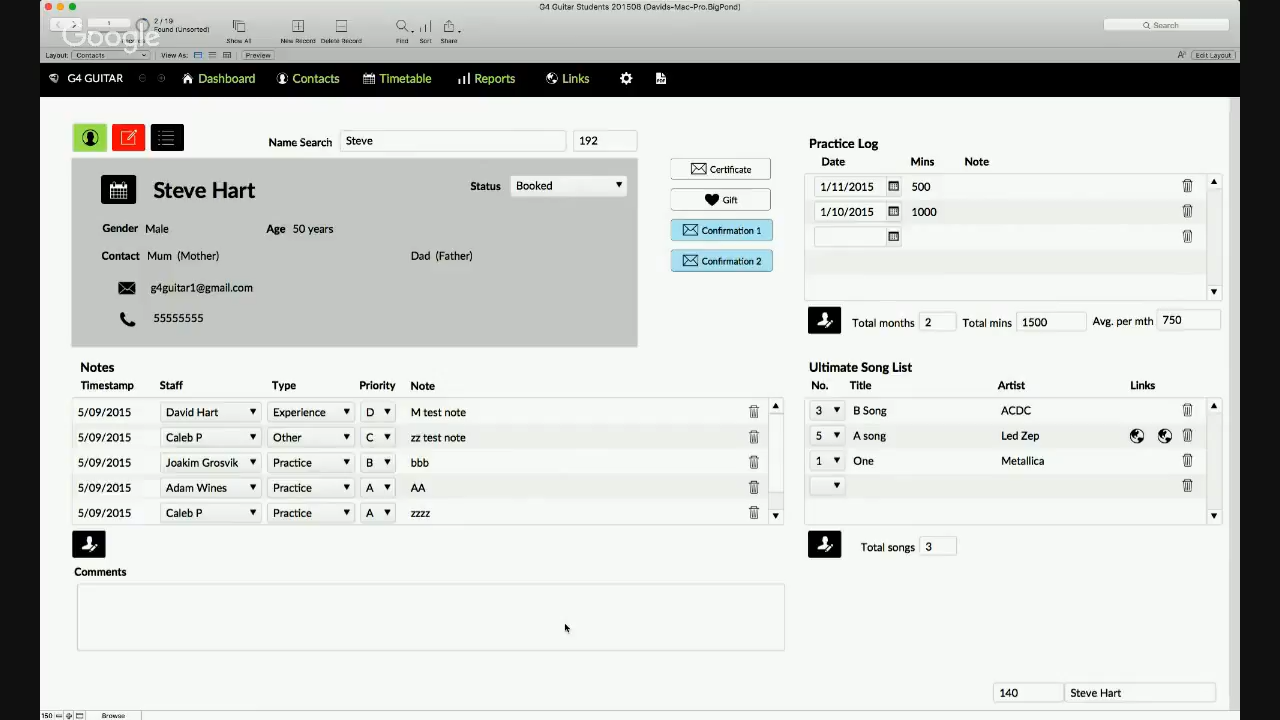 G4 Guitar Students 201508 (Davids-Mac-Pro.BigPond)
1
2 / 19
Found (Unsorted)
Show All
New Record
Delete Record
Find
Sort
Share
Search
Google
Layout: Contacts
View As:
Preview
Edit Layout
G4 GUITAR
Dashboard
Contacts
Timetable
Reports
Links
Name Search
Steve
192
Steve Hart
Status
Booked
Gender
Male
Age
50 years
Contact
Mum (Mother)
Dad (Father)
g4guitar1@gmail.com
55555555
Certificate
Gift
Confirmation 1
Confirmation 2
Practice Log
Date Mins Note
1/11/2015 500
1/10/2015 1000
Total months 2 Total mins 1500 Avg. per mth 750
Notes
Timestamp Staff Type Priority Note
5/09/2015 David Hart Experience D M test note
5/09/2015 Caleb P Other C zz test note
5/09/2015 Joakim Grosvik Practice B bbb
5/09/2015 Adam Wines Practice A AA
5/09/2015 Caleb P Practice A zzzz
Ultimate Song List
No. Title Artist Links
3 B Song ACDC
5 A song Led Zep
1 One Metallica
Total songs 3
Comments
140 Steve Hart
150 Browse